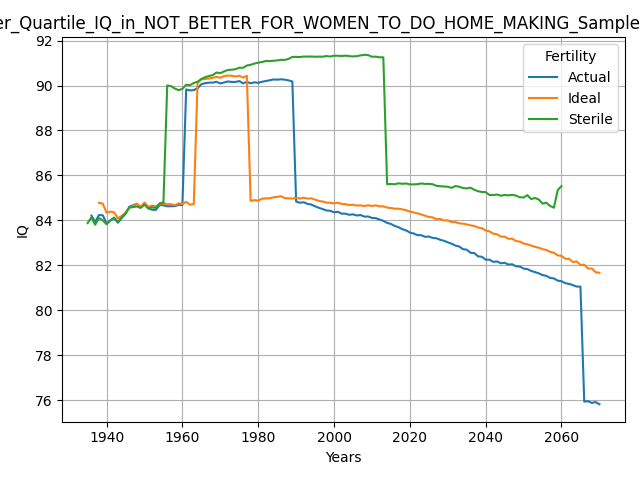 er_Quartile_IQ_in_NOT_BETTER_FOR_WOMEN_TO_DO_HOME_MAKING_Sample
92
90
88
86
84
82
80
78
76
IQ
Fertility
Actual
Ideal
Sterile
1940 1960 1980 2000 2020 2040 2060
Years